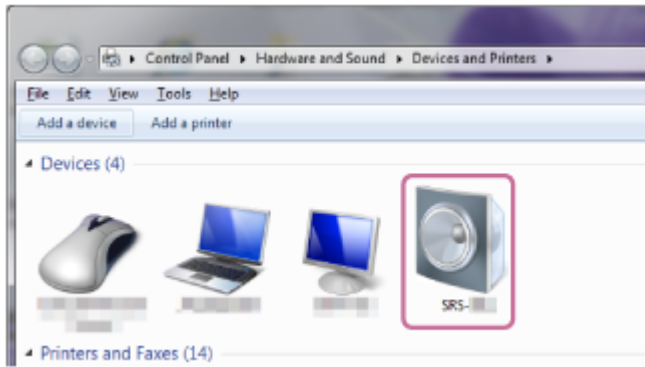 Control Panel ▸ Hardware and Sound ▸ Devices and Printers ▸
File Edit View Tools Help
Add a device Add a printer
Devices (4)
SRS-
Printers and Faxes (14)